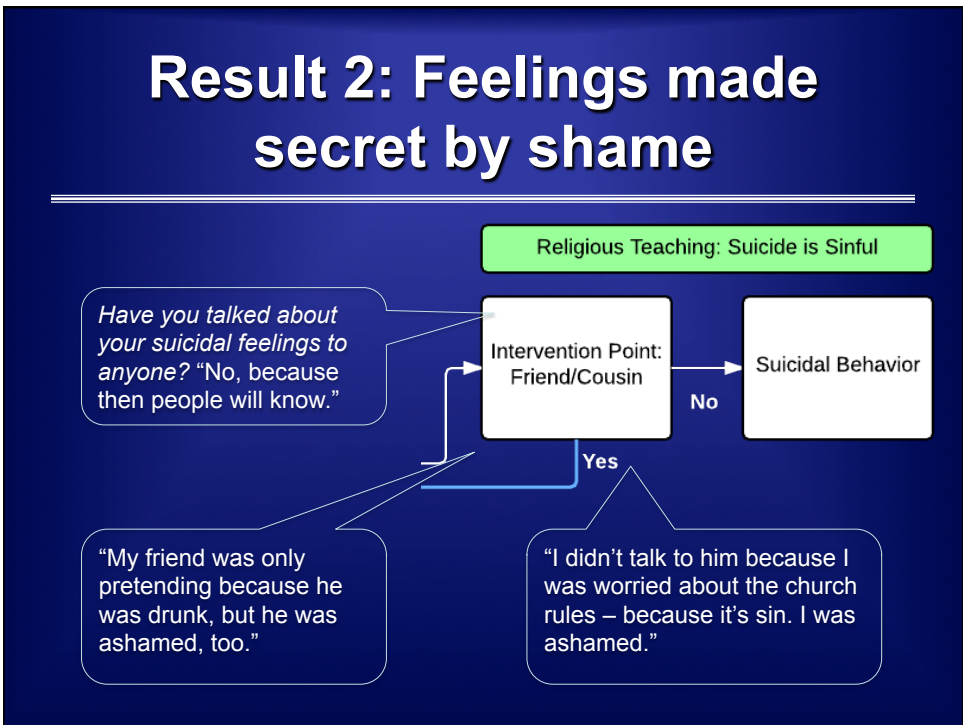 Result 2: Feelings made
secret by shame
Religious Teaching: Suicide is Sinful
Have you talked about
your suicidal feelings to
anyone? “No, because
then people will know.”
Intervention Point:
Friend/Cousin
No
Suicidal Behavior
Yes
“My friend was only
pretending because he
was drunk, but he was
ashamed, too.”
“I didn’t talk to him because I
was worried about the church
rules – because it’s sin. I was
ashamed.”